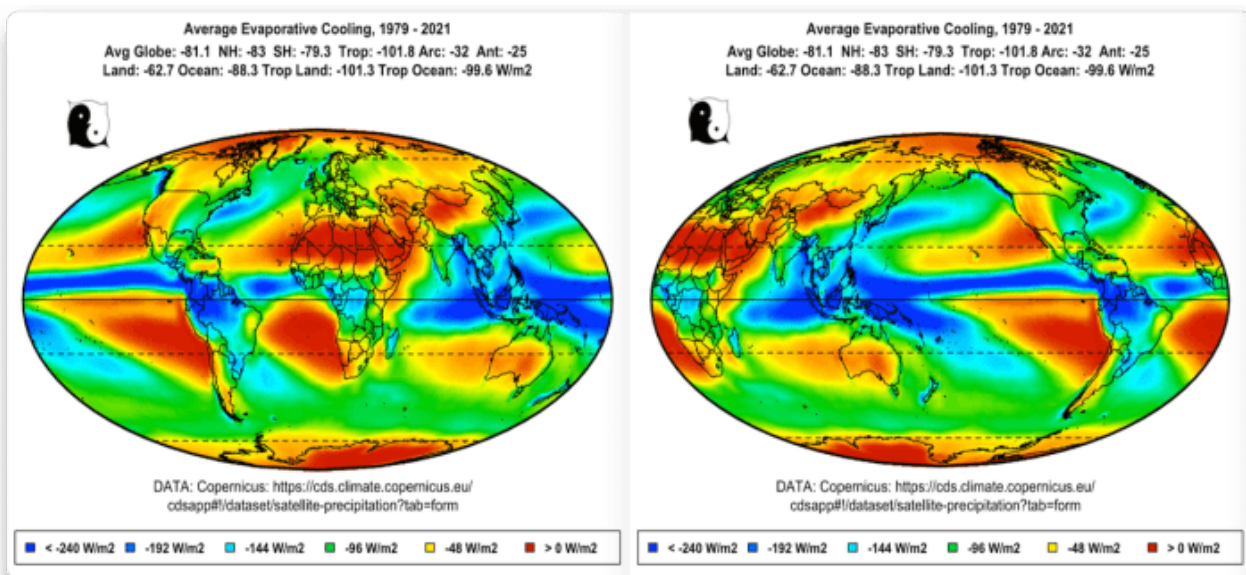 Average Evaporative Cooling, 1979 - 2021
Avg Globe: -81.1 NH: -83 SH: -79.3 Trop: -101.8 Arc: -32 Ant: -25
Land: -62.7 Ocean: -88.3 Trop Land: -101.3 Trop Ocean: -99.6 W/m2
DATA: Copernicus: https://cds.climate.copernicus.eu/
cdsapp#!/dataset/satellite-precipitation?tab=form
< -240 W/m2 -192 W/m2 -144 W/m2 -96 W/m2 -48 W/m2 > 0 W/m2
Average Evaporative Cooling, 1979 - 2021
Avg Globe: -81.1 NH: -83 SH: -79.3 Trop: -101.8 Arc: -32 Ant: -25
Land: -62.7 Ocean: -88.3 Trop Land: -101.3 Trop Ocean: -99.6 W/m2
DATA: Copernicus: https://cds.climate.copernicus.eu/
cdsapp#!/dataset/satellite-precipitation?tab=form
< -240 W/m2 -192 W/m2 -144 W/m2 -96 W/m2 -48 W/m2 > 0 W/m2